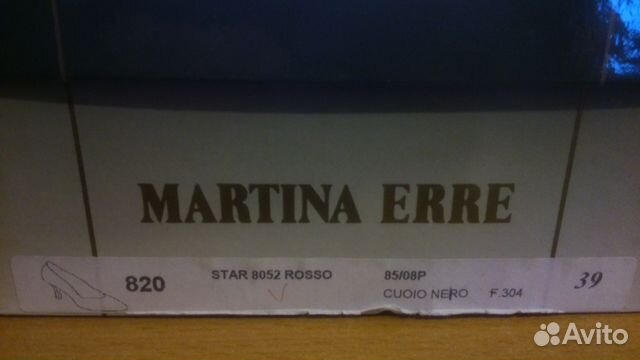 MARTINA ERRE
820 STAR 8052 ROSSO 85/08P 39
CUOIO NERO F.304
Avito